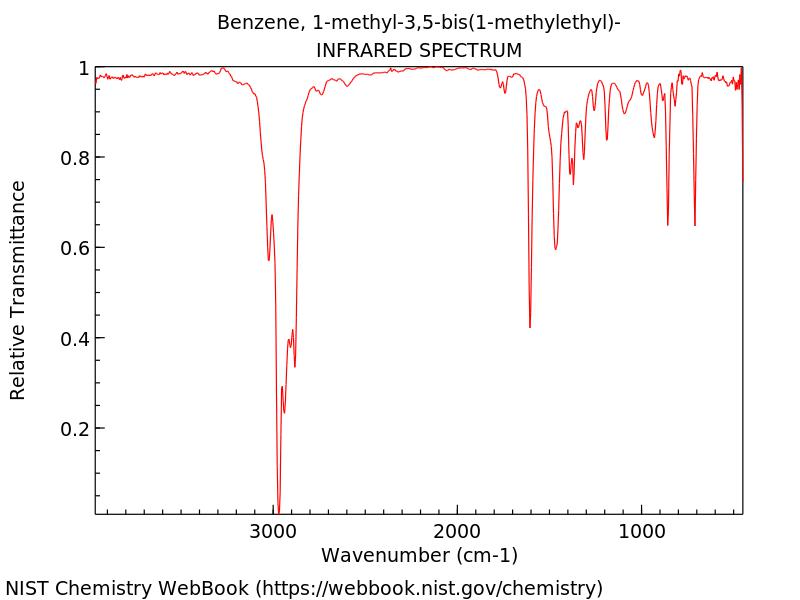 Benzene, 1-methyl-3,5-bis(1-methylethyl)-
INFRARED SPECTRUM
1
0.8
0.6
0.4
0.2
Relative Transmittance
3000 2000 1000
Wavenumber (cm-1)
NIST Chemistry WebBook (https://webbook.nist.gov/chemistry)